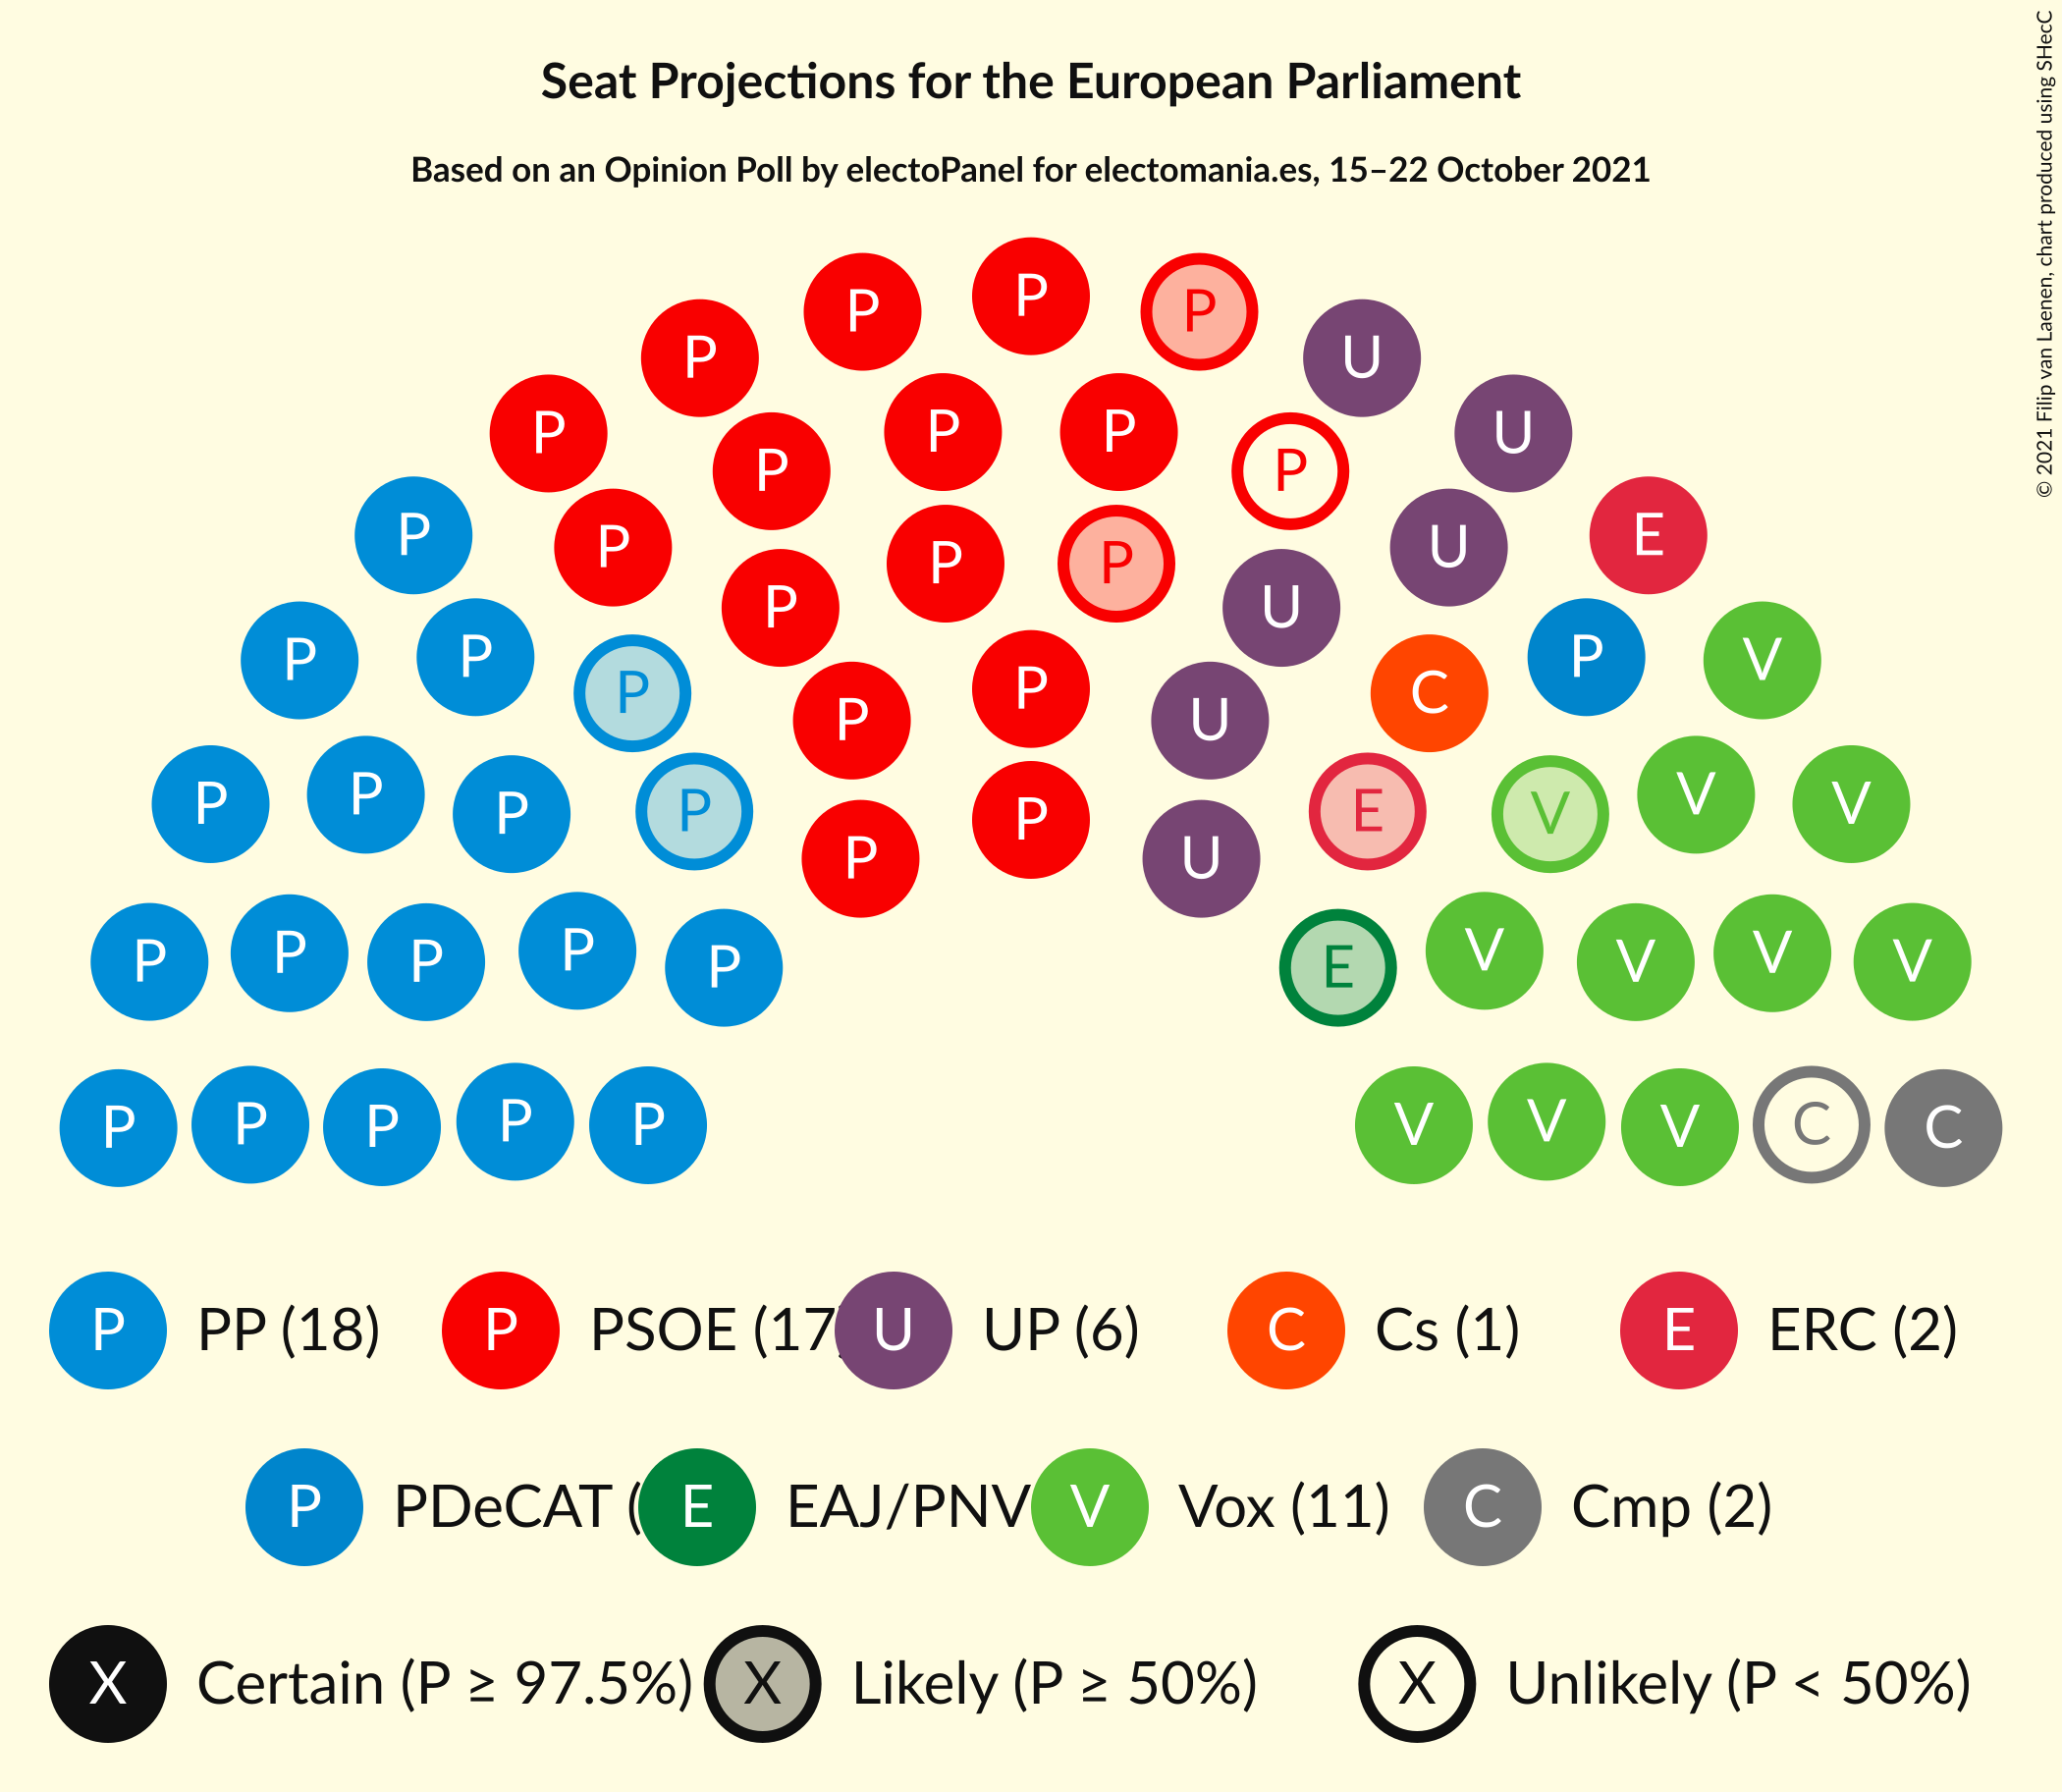 Seat Projections for the European Parliament
Based on an Opinion Poll by electoPanel for electomania.es, 15–22 October 2021
© 2021 Filip van Laenen, chart produced using SHecC
P P P
P P U
P U
P P
P P E
P P
P P U
P U
P P V
P P
P C
P U
P P V V
P P E V
P P U
P P P P P E V V V V
P P P P P V V V C C
P PP (18) P PSOE (17 U UP (6) C Cs (1) E ERC (2)
P PDeCAT ( E EAJ/PNV V Vox (11) C Cmp (2)
X Certain (P ≥ 97.5%) X Likely (P ≥ 50%) X Unlikely (P < 50%)